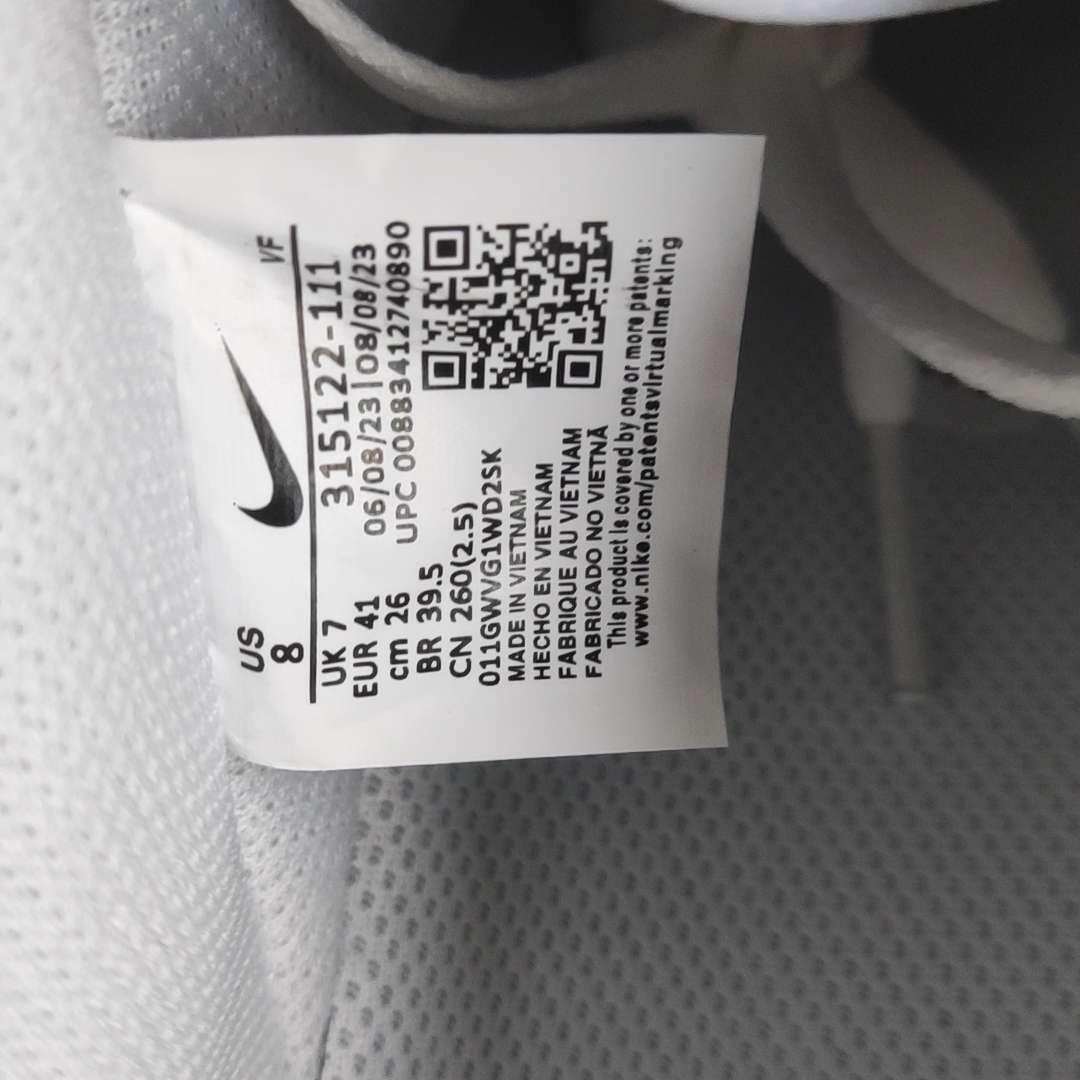 US
8
VF
UK 7
EUR 41
cm 26
BR 39.5
CN 260(2.5)
315122-111
06/08/23|08/08/23
UPC 00883412740890
011GWVG1WD2SK
MADE IN VIETNAM
HECHO EN VIETNAM
FABRIQUE AU VIETNAM
FABRICADO NO VIETNÃ
This product is covered by one or more patents:
www.nike.com/patentsvirtualmarking